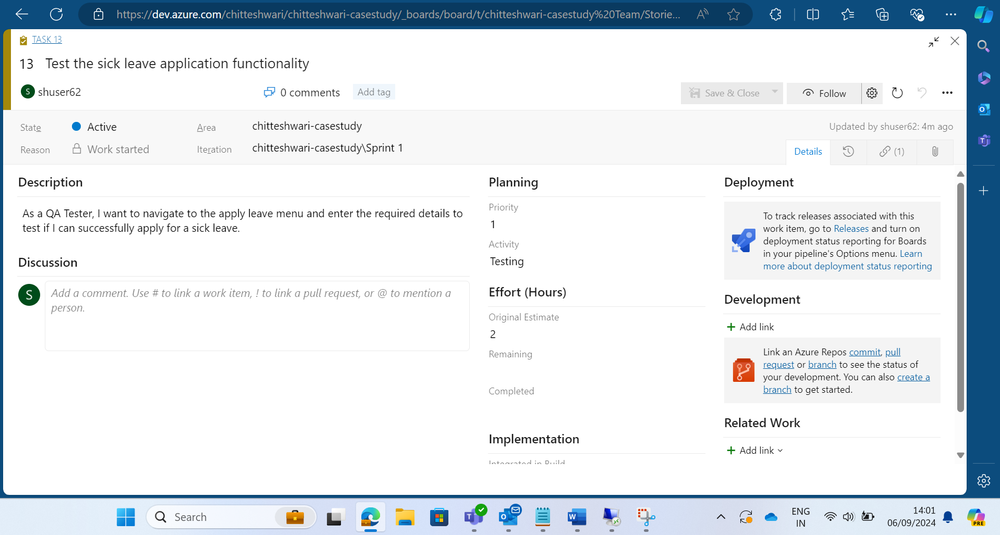 https://dev.azure.com/chitteshwari/chitteshwari-casestudy/_boards/board/t/chitteshwari-casestudy%20Team/Storie...
TASK 13
13 Test the sick leave application functionality
S shuser62
0 comments
Add tag
Save & Close
Follow
State
Active
Area
chitteshwari-casestudy
Updated by shuser62: 4m ago
Reason
Work started
Iteration
chitteshwari-casestudy\Sprint 1
Details
(1)
Description
As a QA Tester, I want to navigate to the apply leave menu and enter the required details to
test if I can successfully apply for a sick leave.
Discussion
S
Add a comment. Use # to link a work item, ! to link a pull request, or @ to mention a
person.
Planning
Priority
1
Activity
Testing
Effort (Hours)
Original Estimate
2
Remaining
Completed
Implementation
Integrated in Build
Deployment
To track releases associated with this
work item, go to Releases and turn on
deployment status reporting for Boards
in your pipeline's Options menu. Learn
more about deployment status reporting
Development
Add link
Link an Azure Repos commit, pull
request or branch to see the status of
your development. You can also create a
branch to get started.
Related Work
Add link
Search
ENG
IN
14:01
06/09/2024
PRE